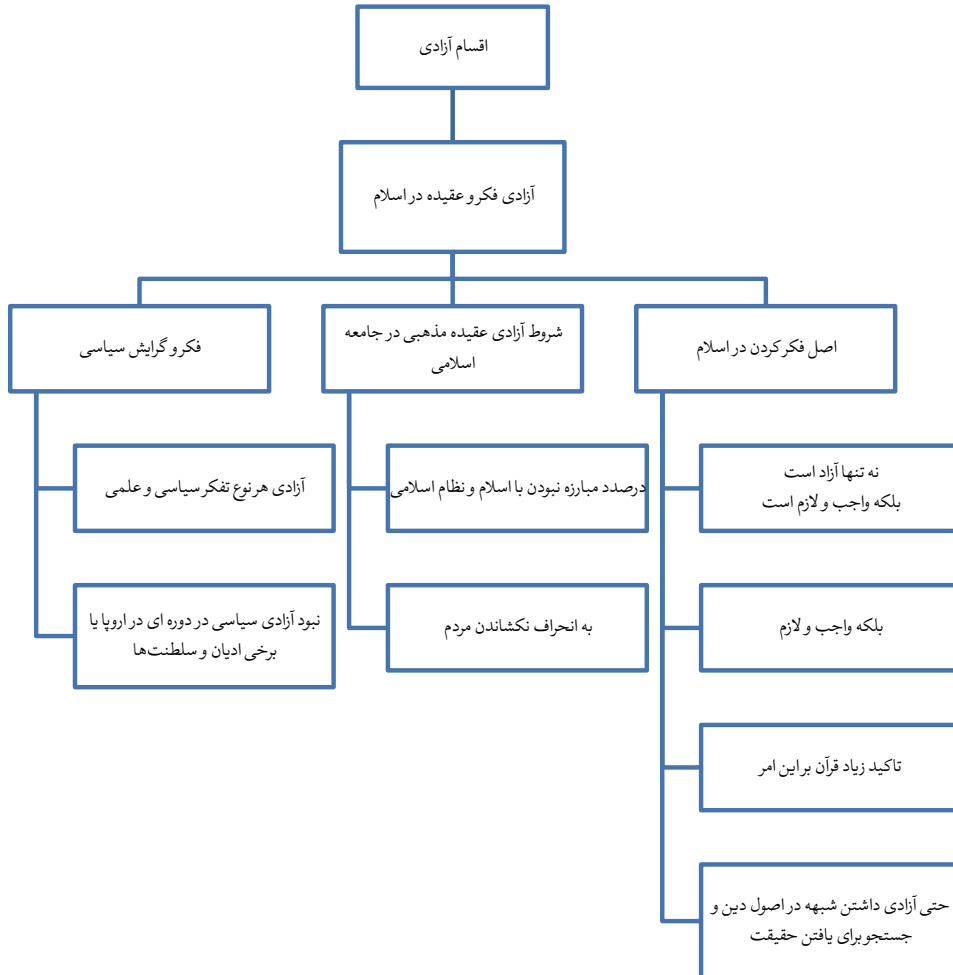 اقسام آزادی
آزادی فکر و عقیده در اسلام
اصل فکر کردن در اسلام
نه تنها آزاد است
بلکه واجب و لازم است
بلکه واجب و لازم
تاکید زیاد قرآن بر این امر
حتی آزادی داشتن شبهه در اصول دین و
جستجو برای یافتن حقیقت
شروط آزادی عقیده مذهبی در جامعه
اسلامی
درصدد مبارزه نبودن با اسلام و نظام اسلامی
به انحراف نکشاندن مردم
فکر و گرایش سیاسی
آزادی هر نوع تفکر سیاسی و علمی
نبود آزادی سیاسی در دوره ای در اروپا یا
برخی ادیان و سلطنت‌ها